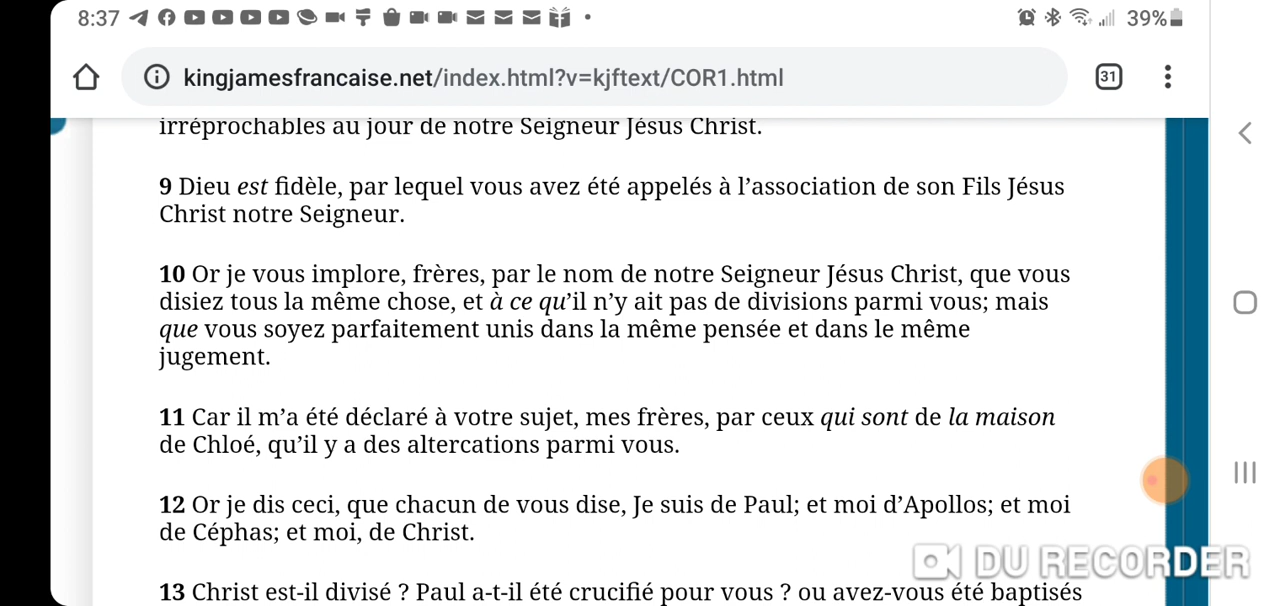 8:37
39%
kingjamesfrancaise.net/index.html?v=kjftext/COR1.html
31
irréprochables au jour de notre Seigneur Jésus Christ.
9 Dieu est fidèle, par lequel vous avez été appelés à l’association de son Fils Jésus
Christ notre Seigneur.
10 Or je vous implore, frères, par le nom de notre Seigneur Jésus Christ, que vous
disiez tous la même chose, et à ce qu’il n’y ait pas de divisions parmi vous; mais
que vous soyez parfaitement unis dans la même pensée et dans le même
jugement.
11 Car il m’a été déclaré à votre sujet, mes frères, par ceux qui sont de la maison
de Chloé, qu’il y a des altercations parmi vous.
12 Or je dis ceci, que chacun de vous dise, Je suis de Paul; et moi d’Apollos; et moi
de Céphas; et moi, de Christ.
DU RECORDER
13 Christ est-il divisé ? Paul a-t-il été crucifié pour vous ? ou avez-vous été baptisés